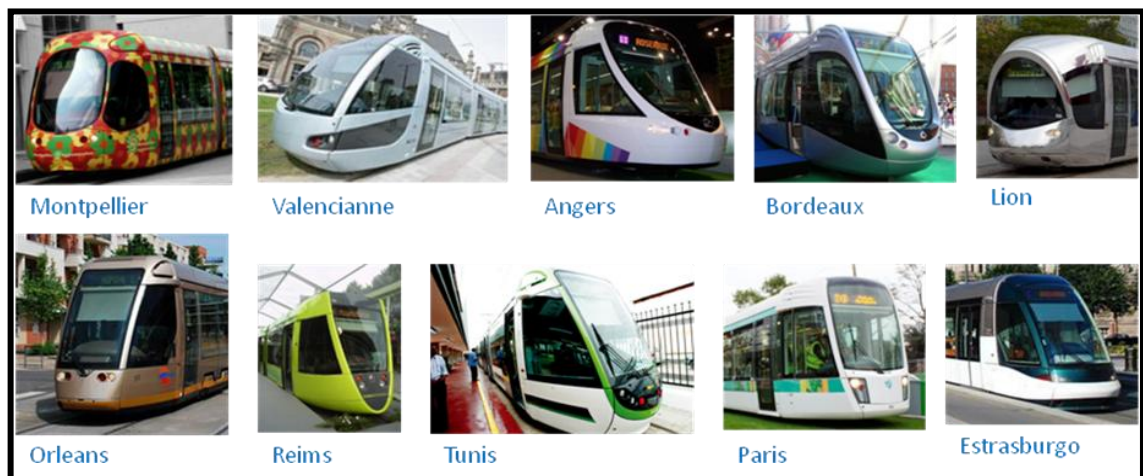 Montpellier
Valencianne
Angers
Bordeaux
Lion
Orleans
Reims
Tunis
Paris
Estrasburgo